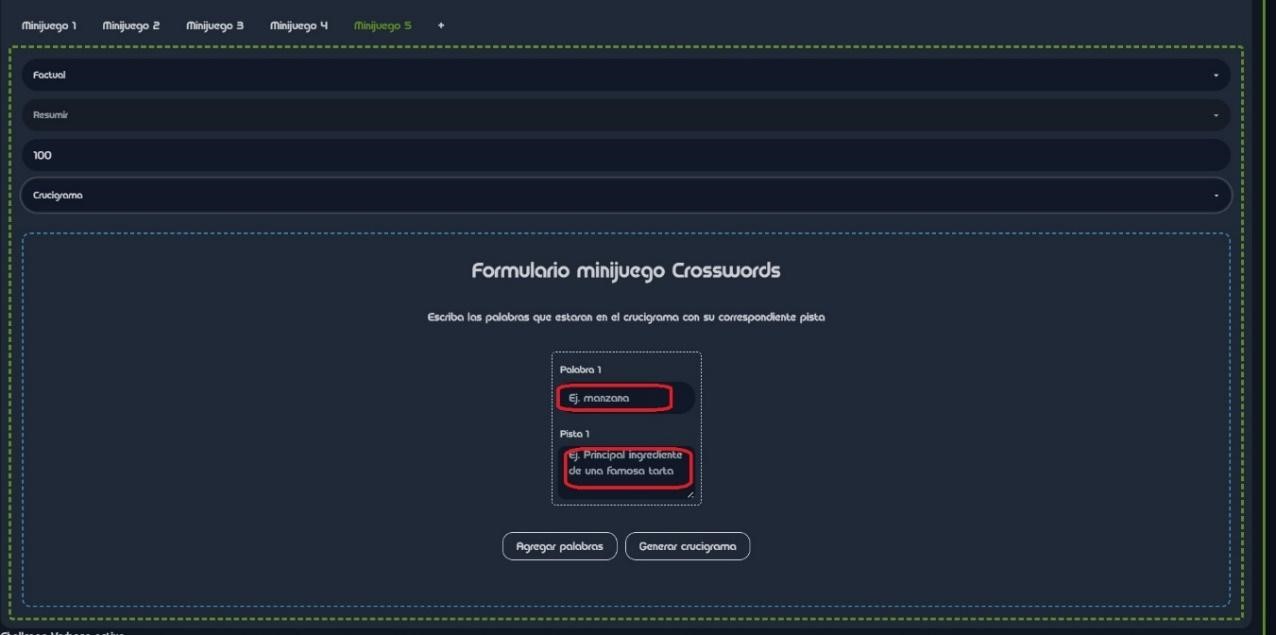 Minijuego 1 Minijuego 2 Minijuego 3 Minijuego 4 Minijuego 5 +
Factual
Resumir
100
Crucigrama
Formulario minijuego Crosswords
Escriba las palabras que estaran en el crucigrama con su correspondiente pista
Palabra 1
Ej. manzana
Pista 1
Ej. Principal ingrediente
de una famosa tarta
Agregar palabras Generar crucigrama